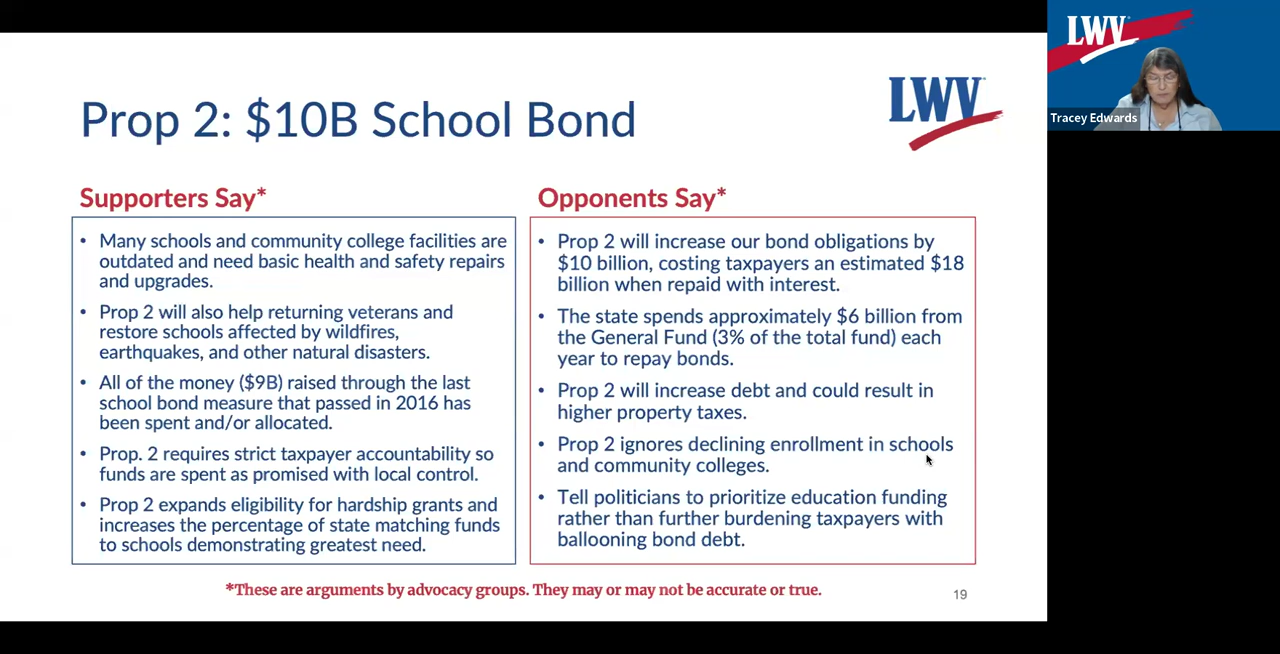 Prop 2: $10B School Bond
LWV
Supporters Say*
• Many schools and community college facilities are
outdated and need basic health and safety repairs
and upgrades.
• Prop 2 will also help returning veterans and
restore schools affected by wildfires,
earthquakes, and other natural disasters.
• All of the money ($9B) raised through the last
school bond measure that passed in 2016 has
been spent and/or allocated.
• Prop. 2 requires strict taxpayer accountability so
funds are spent as promised with local control.
• Prop 2 expands eligibility for hardship grants and
increases the percentage of state matching funds
to schools demonstrating greatest need.
Opponents Say*
• Prop 2 will increase our bond obligations by
$10 billion, costing taxpayers an estimated $18
billion when repaid with interest.
• The state spends approximately $6 billion from
the General Fund (3% of the total fund) each
year to repay bonds.
• Prop 2 will increase debt and could result in
higher property taxes.
• Prop 2 ignores declining enrollment in schools
and community colleges.
• Tell politicians to prioritize education funding
rather than further burdening taxpayers with
ballooning bond debt.
*These are arguments by advocacy groups. They may or may not be accurate or true.
19
LWV
Tracey Edwards